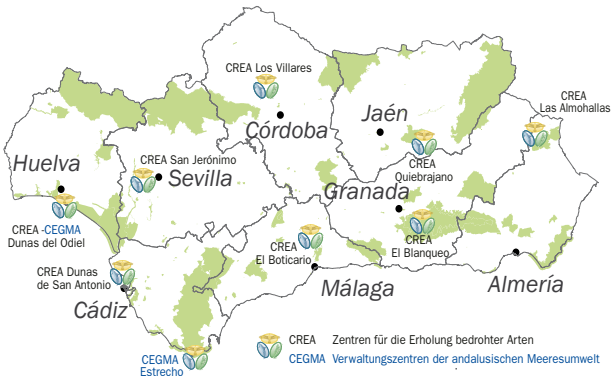 CREA Los Villares
Córdoba
Jaén
CREA
Las Almohallas
Huelva
CREA San Jerónimo
Sevilla
CREA
Quiebrajano
Granada
CREA -CEGMA
Dunas del Odiel
CREA
El Boticario
CREA
El Blanqueo
CREA Dunas
de San Antonio
Cádiz
Málaga
Almería
CEGMA
Estrecho
CREA Zentren für die Erholung bedrohter Arten
CEGMA Verwaltungszentren der andalusischen Meeresumwelt